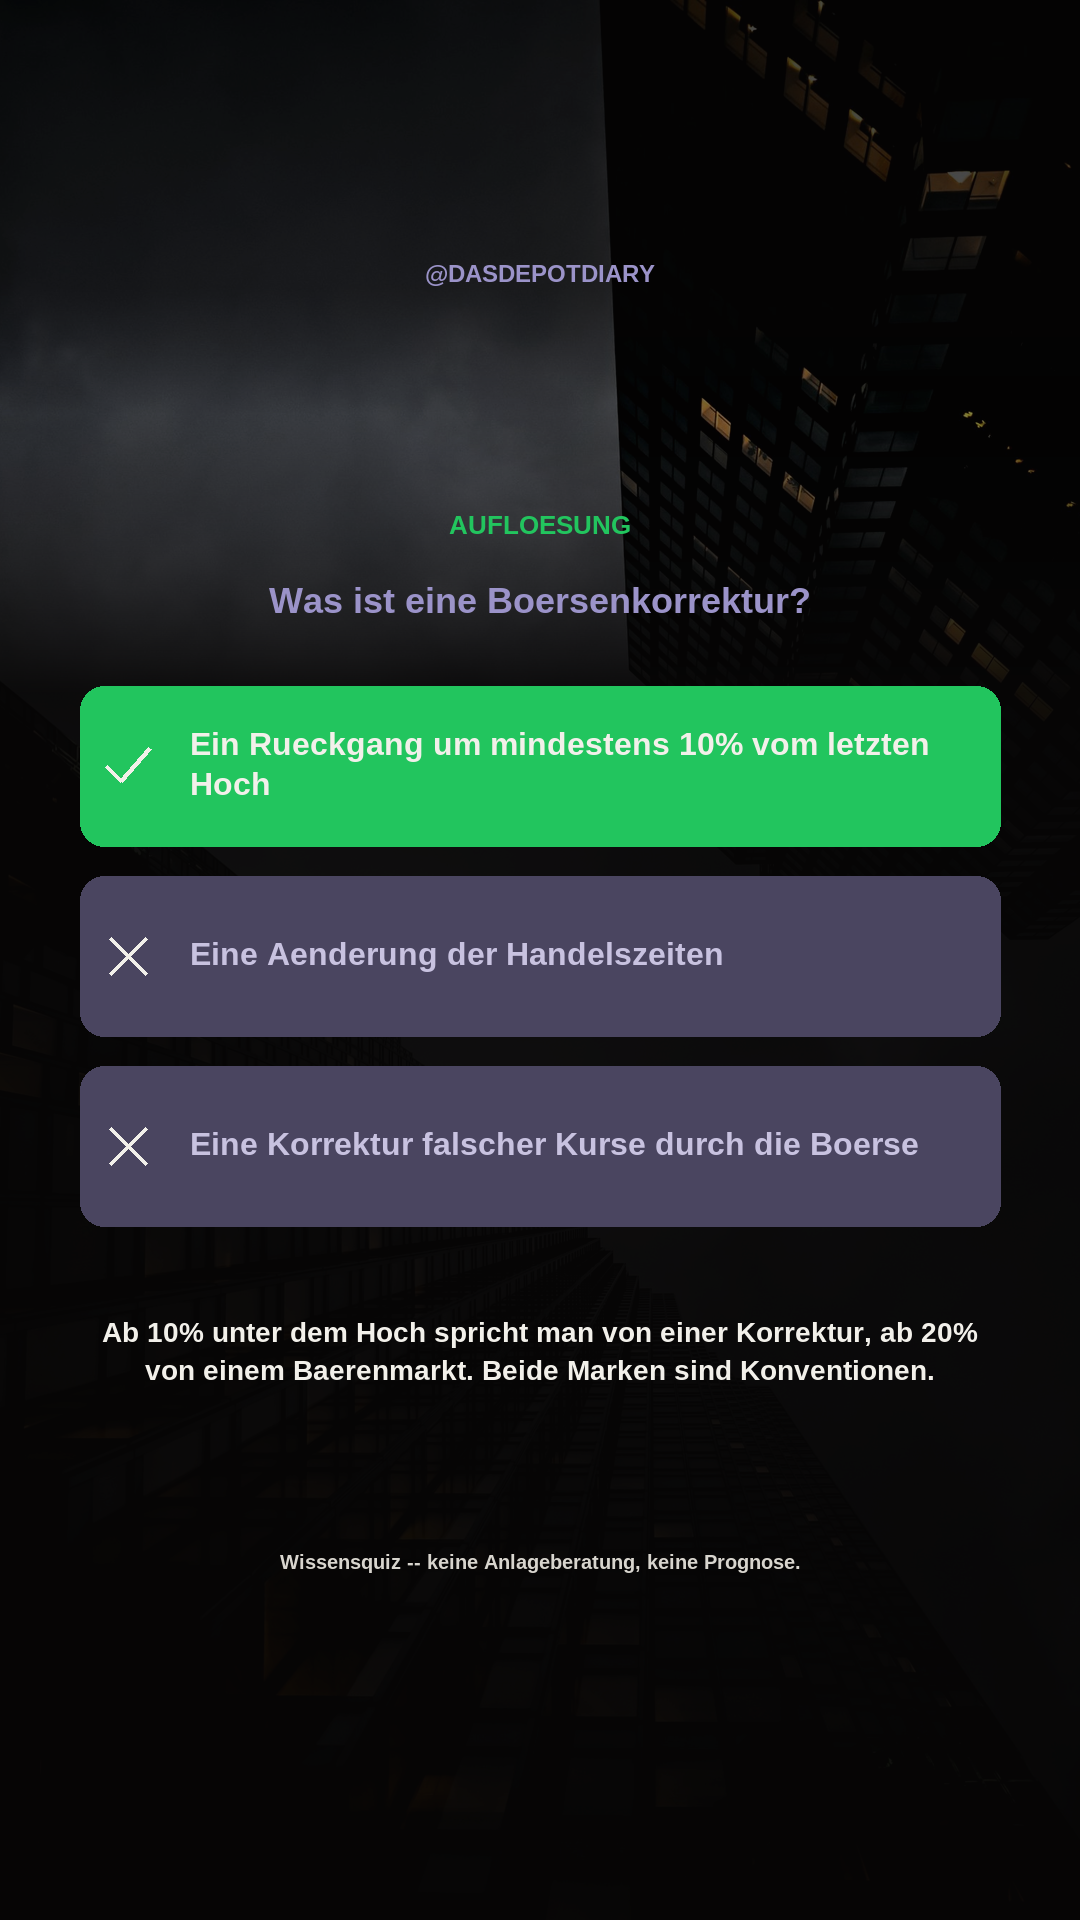 @DASDEPOTDIARY
AUFLOESUNG
Was ist eine Boersenkorrektur?
Ein Rueckgang um mindestens 10% vom letzten
Hoch
Eine Aenderung der Handelszeiten
Eine Korrektur falscher Kurse durch die Boerse
Ab 10% unter dem Hoch spricht man von einer Korrektur, ab 20%
von einem Baerenmarkt. Beide Marken sind Konventionen.
Wissensquiz -- keine Anlageberatung, keine Prognose.